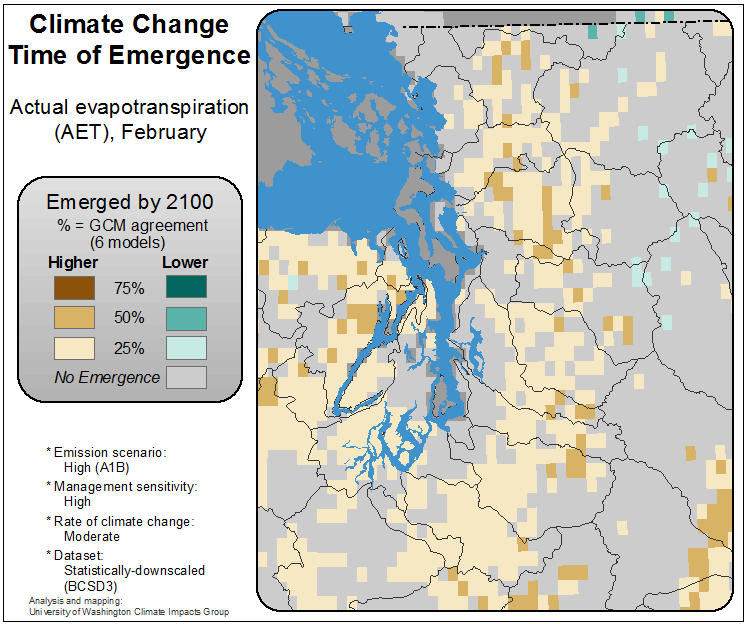 Climate Change
Time of Emergence
Actual evapotranspiration
(AET), February
Emerged by 2100
% = GCM agreement
(6 models)
Higher Lower
75%
50%
25%
No Emergence
* Emission scenario:
High (A1B)
* Management sensitivity:
High
* Rate of climate change:
Moderate
* Dataset:
Statistically-downscaled
(BCSD3)
Analysis and mapping:
University of Washington Climate Impacts Group